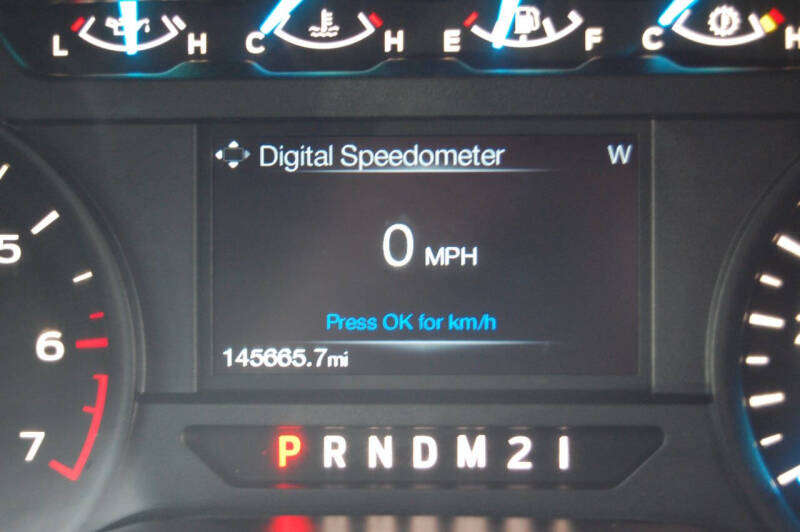 L H C H E F C H
Digital Speedometer W
5
0 MPH
6
Press OK for km/h
145665.7mi
7
P R N D M 2 1